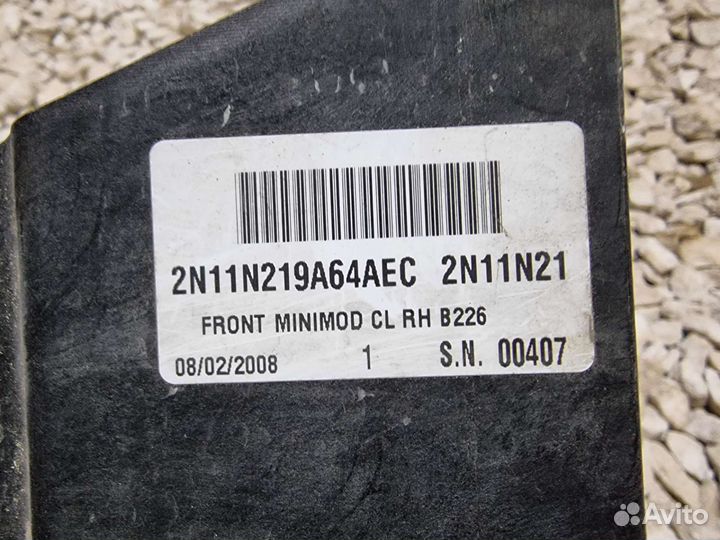 2N11N219A64AEC 2N11N21
FRONT MINIMOD CL RH B226
08/02/2008 1 S.N. 00407
Avito